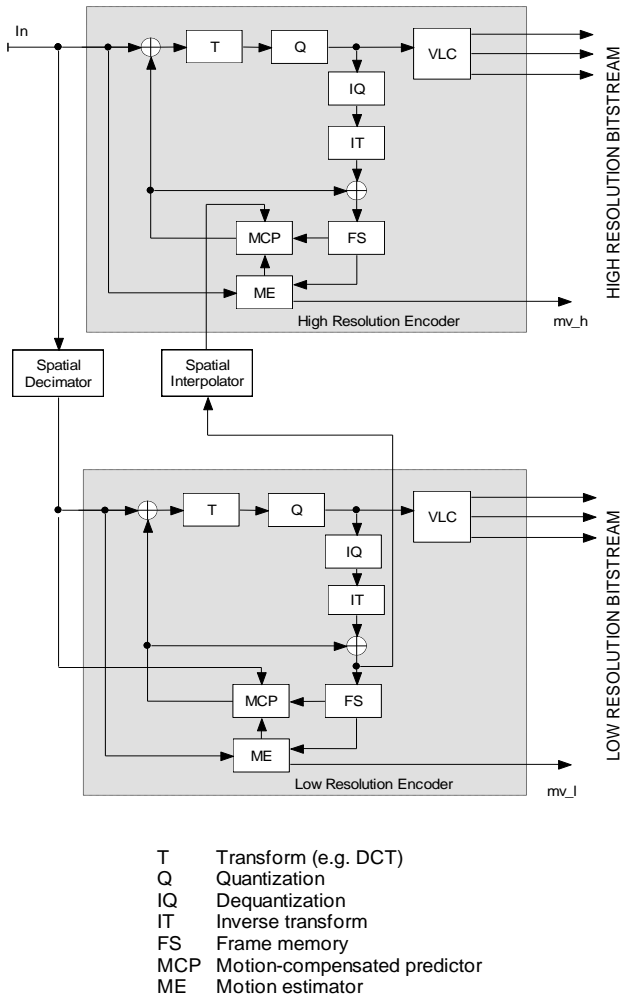 In
T
Q
VLC
IQ
IT
MCP
FS
ME
High Resolution Encoder
mv_h
HIGH RESOLUTION BITSTREAM
Spatial
Decimator
Spatial
Interpolator
T
Q
VLC
IQ
IT
MCP
FS
ME
Low Resolution Encoder
mv_l
LOW RESOLUTION BITSTREAM
T Transform (e.g. DCT)
Q Quantization
IQ Dequantization
IT Inverse transform
FS Frame memory
MCP Motion-compensated predictor
ME Motion estimator